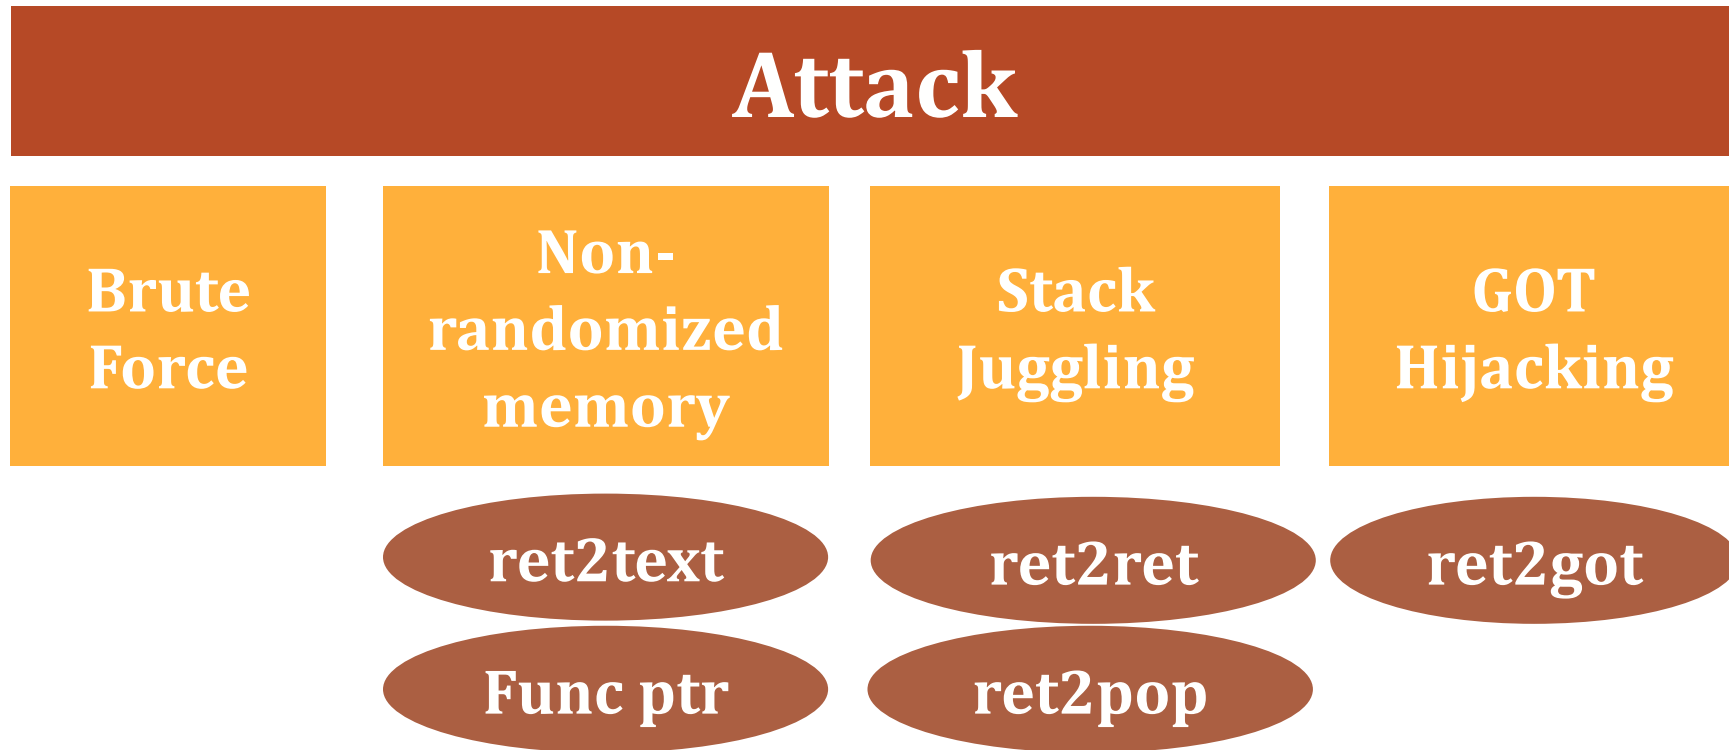 Attack
Brute
Force
Non-
randomized
memory
Stack
Juggling
GOT
Hijacking
ret2text
ret2ret
ret2got
Func ptr
ret2pop